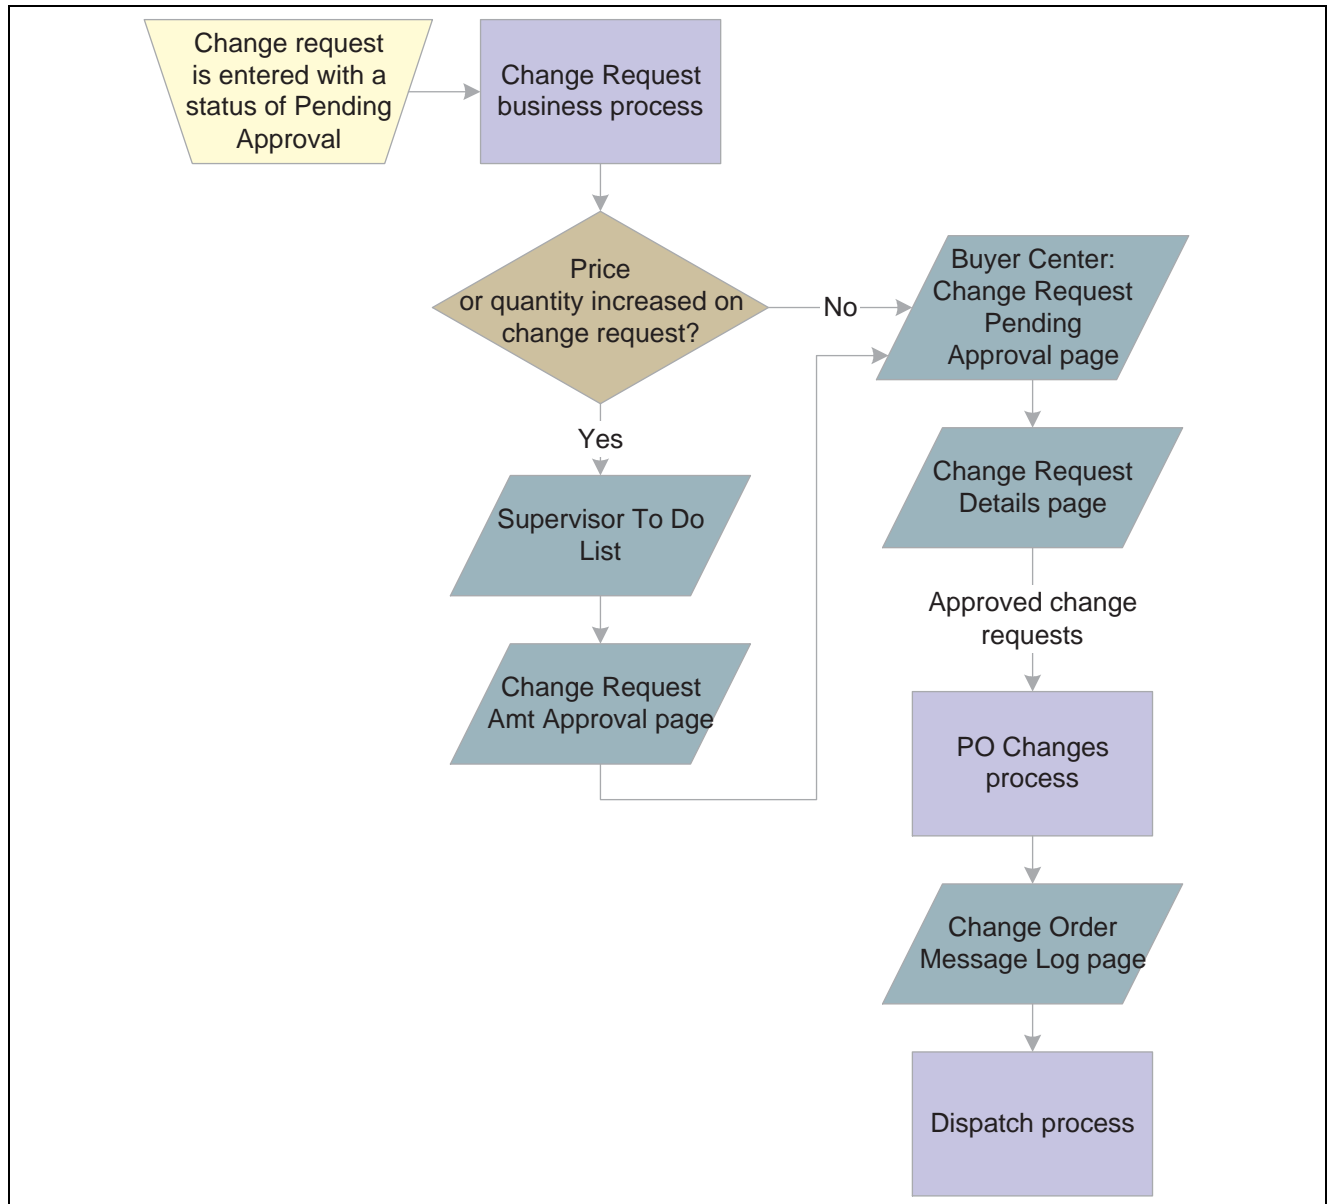 Change request
is entered with a
status of Pending
Approval
Change Request
business process
Price
or quantity increased on
change request?
No
Buyer Center:
Change Request
Pending
Approval page
Yes
Change Request
Details page
Supervisor To Do
List
Approved change
requests
Change Request
Amt Approval page
PO Changes
process
Change Order
Message Log page
Dispatch process